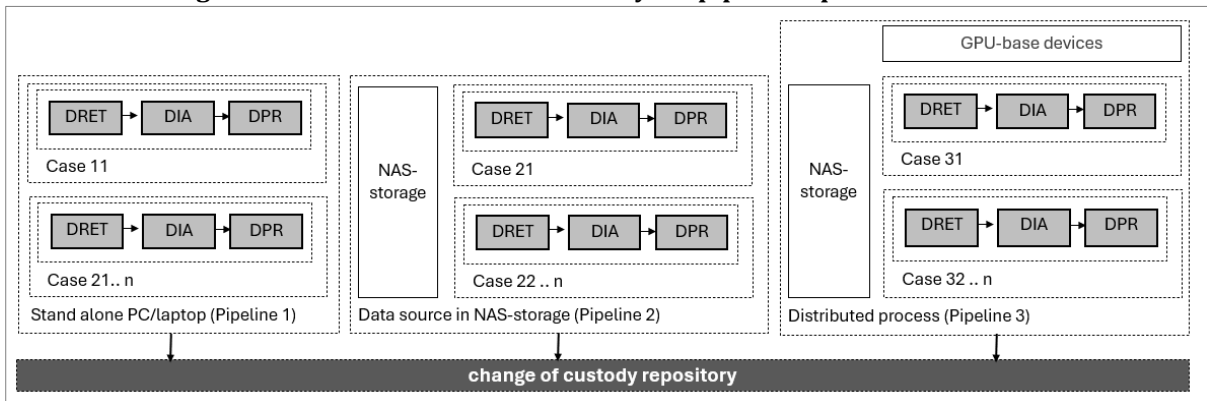 GPU-base devices
DRET DIA DPR
Case 11
DRET DIA DPR
Case 21.. n
Stand alone PC/laptop (Pipeline 1)
NAS-
storage
DRET DIA DPR
Case 21
DRET DIA DPR
Case 22 .. n
Data source in NAS-storage (Pipeline 2)
NAS-
storage
DRET DIA DPR
Case 31
DRET DIA DPR
Case 32 .. n
Distributed process (Pipeline 3)
change of custody repository